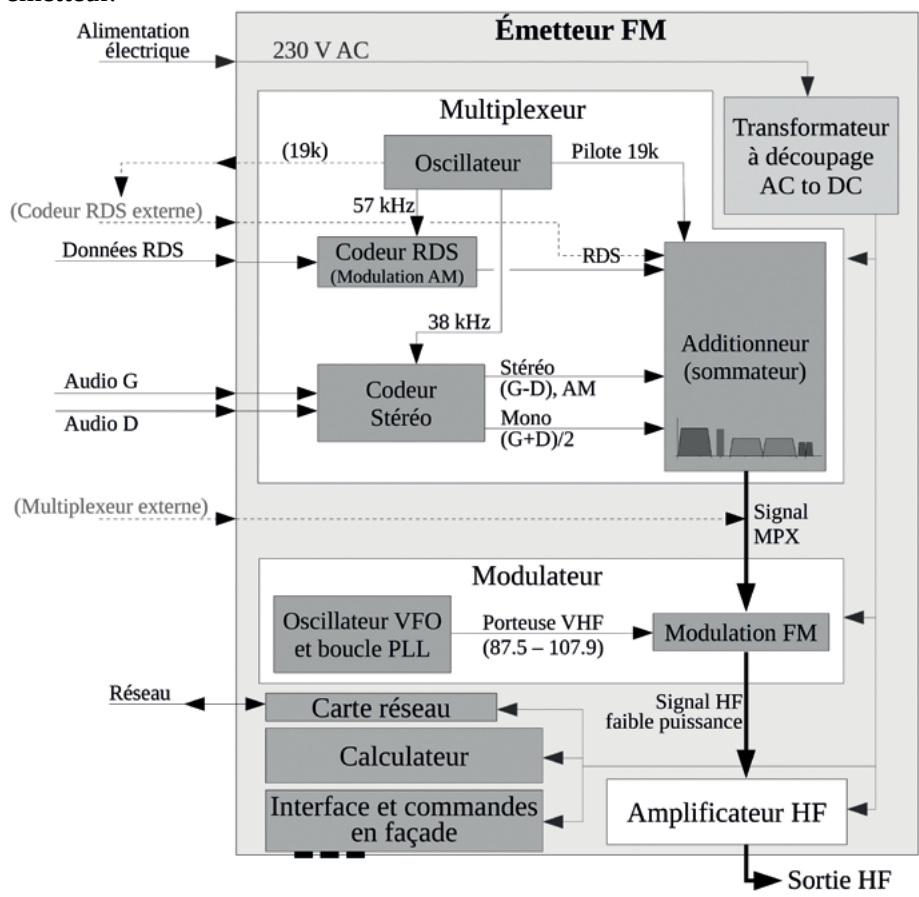 émetteur.
Émetteur FM
Alimentation
électrique
230 V AC
Multiplexeur
Transformateur
à découpage
AC to DC
(19k)
Oscillateur
Pilote 19k
(Codeur RDS externe)
57 kHz
Données RDS
Codeur RDS
(Modulation AM)
RDS
38 kHz
Additionneur
(sommateur)
Audio G
Audio D
Codeur
Stéréo
Stéréo
(G-D), AM
Mono
(G+D)/2
(Multiplexeur externe)
Signal
MPX
Modulateur
Oscillateur VFO
et boucle PLL
Porteuse VHF
(87.5 – 107.9)
Modulation FM
Réseau
Carte réseau
Signal HF
faible puissance
Calculateur
Interface et commandes
en façade
Amplificateur HF
Sortie HF